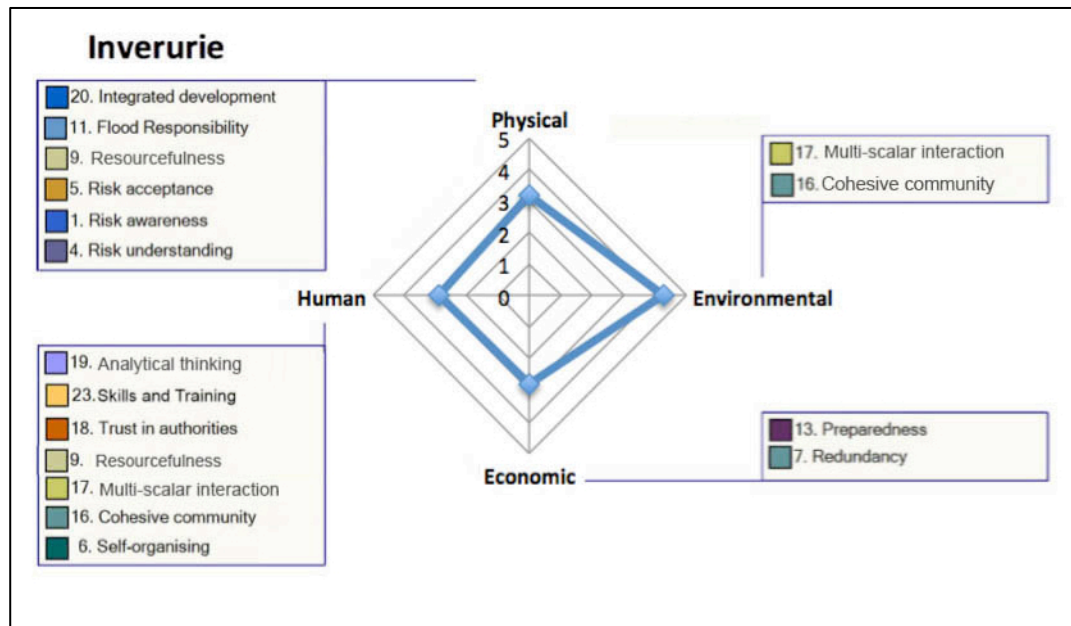 Inverurie
20. Integrated development
11. Flood Responsibility
9. Resourcefulness
5. Risk acceptance
1. Risk awareness
4. Risk understanding
Physical
5
4
3
2
1
0
Human
Environmental
Economic
17. Multi-scalar interaction
16. Cohesive community
19. Analytical thinking
23. Skills and Training
18. Trust in authorities
9. Resourcefulness
17. Multi-scalar interaction
16. Cohesive community
6. Self-organising
13. Preparedness
7. Redundancy